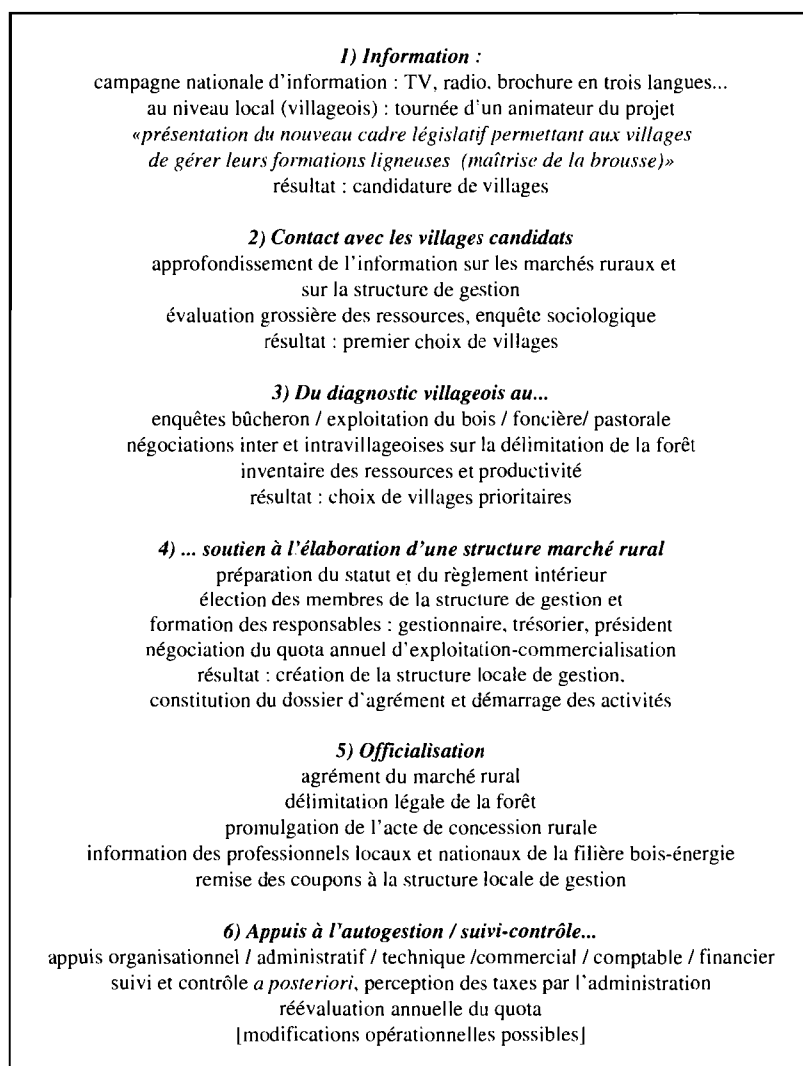 1) Information :
campagne nationale d'information : TV, radio, brochure en trois langues...
au niveau local (villageois) : tournée d'un animateur du projet
«présentation du nouveau cadre législatif permettant aux villages
de gérer leurs formations ligneuses (maîtrise de la brousse)»
résultat : candidature de villages
2) Contact avec les villages candidats
approfondissement de l'information sur les marchés ruraux et
sur la structure de gestion
évaluation grossière des ressources, enquête sociologique
résultat : premier choix de villages
3) Du diagnostic villageois au...
enquêtes bûcheron / exploitation du bois / foncière/ pastorale
négociations inter et intravillageoises sur la délimitation de la forêt
inventaire des ressources et productivité
résultat : choix de villages prioritaires
4) ... soutien à l'élaboration d'une structure marché rural
préparation du statut et du règlement intérieur
élection des membres de la structure de gestion et
formation des responsables : gestionnaire, trésorier, président
négociation du quota annuel d'exploitation-commercialisation
résultat : création de la structure locale de gestion,
constitution du dossier d'agrément et démarrage des activités
5) Officialisation
agrément du marché rural
délimitation légale de la forêt
promulgation de l'acte de concession rurale
information des professionnels locaux et nationaux de la filière bois-énergie
remise des coupons à la structure locale de gestion
6) Appuis à l'autogestion / suivi-contrôle...
appuis organisationnel / administratif / technique /commercial / comptable / financier
suivi et contrôle a posteriori, perception des taxes par l'administration
réévaluation annuelle du quota
[modifications opérationnelles possibles]